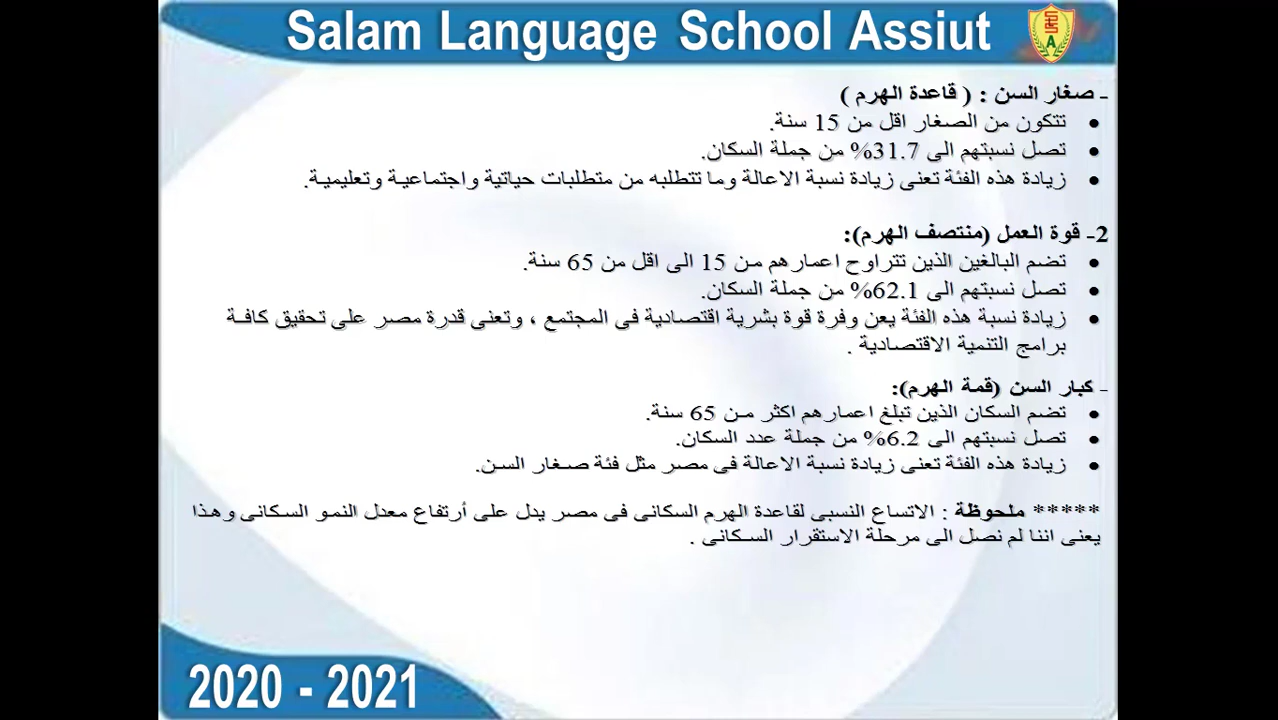 Salam Language School Assiut
- صغار السن : ( قاعدة الهرم )
• تتكون من الصغار اقل من 15 سنة.
• تصل نسبتهم الى 31.7% من جملة السكان.
• زيادة هذه الفئة تعنى زيادة نسبة الاعالة وما تتطلبه من متطلبات حياتية واجتماعية وتعليمية.
2- قوة العمل (منتصف الهرم):
• تضم البالغين الذين تتراوح اعمارهم من 15 الى اقل من 65 سنة.
• تصل نسبتهم الى 62.1% من جملة السكان.
• زيادة نسبة هذه الفئة يعن وفرة قوة بشرية اقتصادية فى المجتمع ، وتعنى قدرة مصر على تحقيق كافة
برامج التنمية الاقتصادية .
- كبار السن (قمة الهرم):
• تضم السكان الذين تبلغ اعمارهم اكثر من 65 سنة.
• تصل نسبتهم الى 6.2% من جملة عدد السكان.
• زيادة هذه الفئة تعنى زيادة نسبة الاعالة فى مصر مثل فئة صغار السن.
***** ملحوظة : الاتساع النسبى لقاعدة الهرم السكانى فى مصر يدل على أرتفاع معدل النمو السكانى وهذا
يعنى اننا لم نصل الى مرحلة الاستقرار السكانى .
2020 - 2021